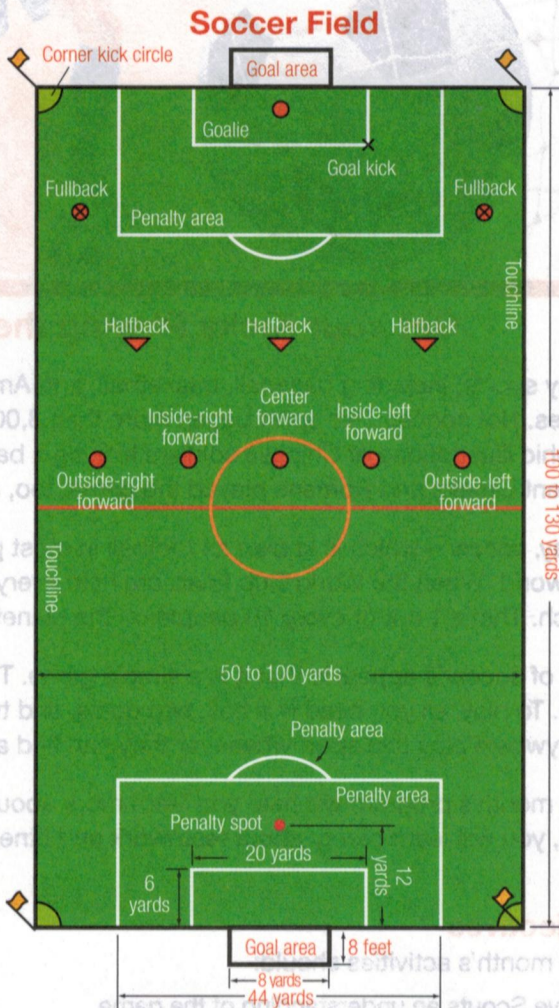 Soccer Field
Corner kick circle
Goal area
Goalie
Goal kick
Fullback
Fullback
Penalty area
Touchline
Halfback
Halfback
Halfback
Center
forward
Inside-right
forward
Inside-left
forward
Outside-right
forward
Outside-left
forward
100 to 130 yards
Touchline
50 to 100 yards
Penalty area
Penalty area
Penalty spot
20 yards
12
yards
6
yards
Goal area
8 feet
8 yards
44 yards